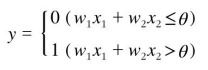 y = { 0 (w₁x₁ + w₂x₂ ≤ θ)
1 (w₁x₁ + w₂x₂ > θ)